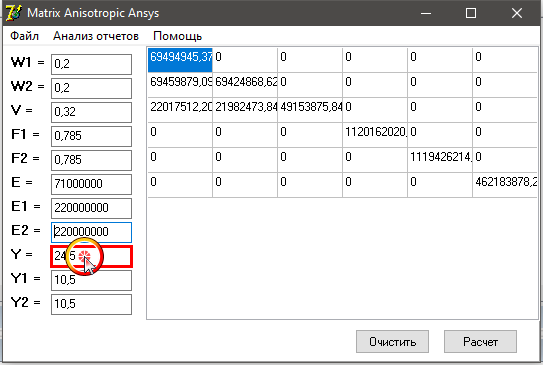 Matrix Anisotropic Ansys
Файл Анализ отчетов Помощь
W1 = 0,2
W2 = 0,2
V = 0,32
F1 = 0,785
F2 = 0,785
E = 71000000
E1 = 220000000
E2 = 220000000
Y = 24,5
Y1 = 10,5
Y2 = 10,5
69494945,37 0 0 0 0 0
69459879,09 69424868,62 0 0 0 0
22017512,20 21982473,84 49153875,84 0 0 0
0 0 0 1120162020, 0 0
0 0 0 0 1119426214, 0
0 0 0 0 0 462183878,2
Очистить Расчет